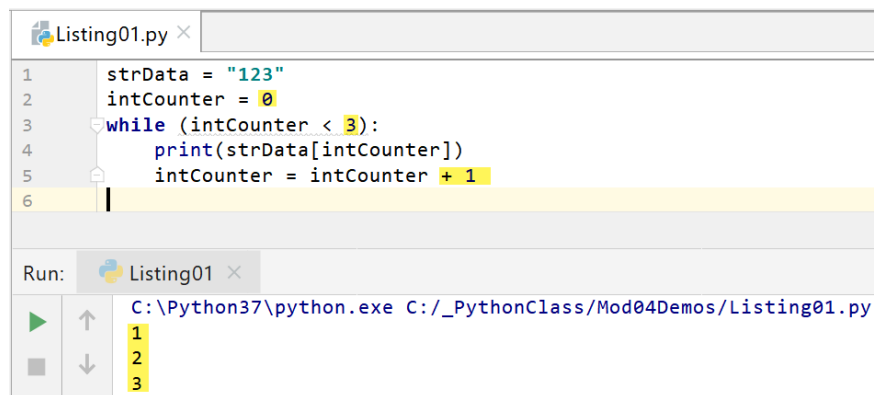 Listing01.py
1 strData = "123"
2 intCounter = 0
3 while (intCounter < 3):
4     print(strData[intCounter])
5     intCounter = intCounter + 1
6
Run: Listing01
C:\Python37\python.exe C:/_PythonClass/Mod04Demos/Listing01.py
1
2
3